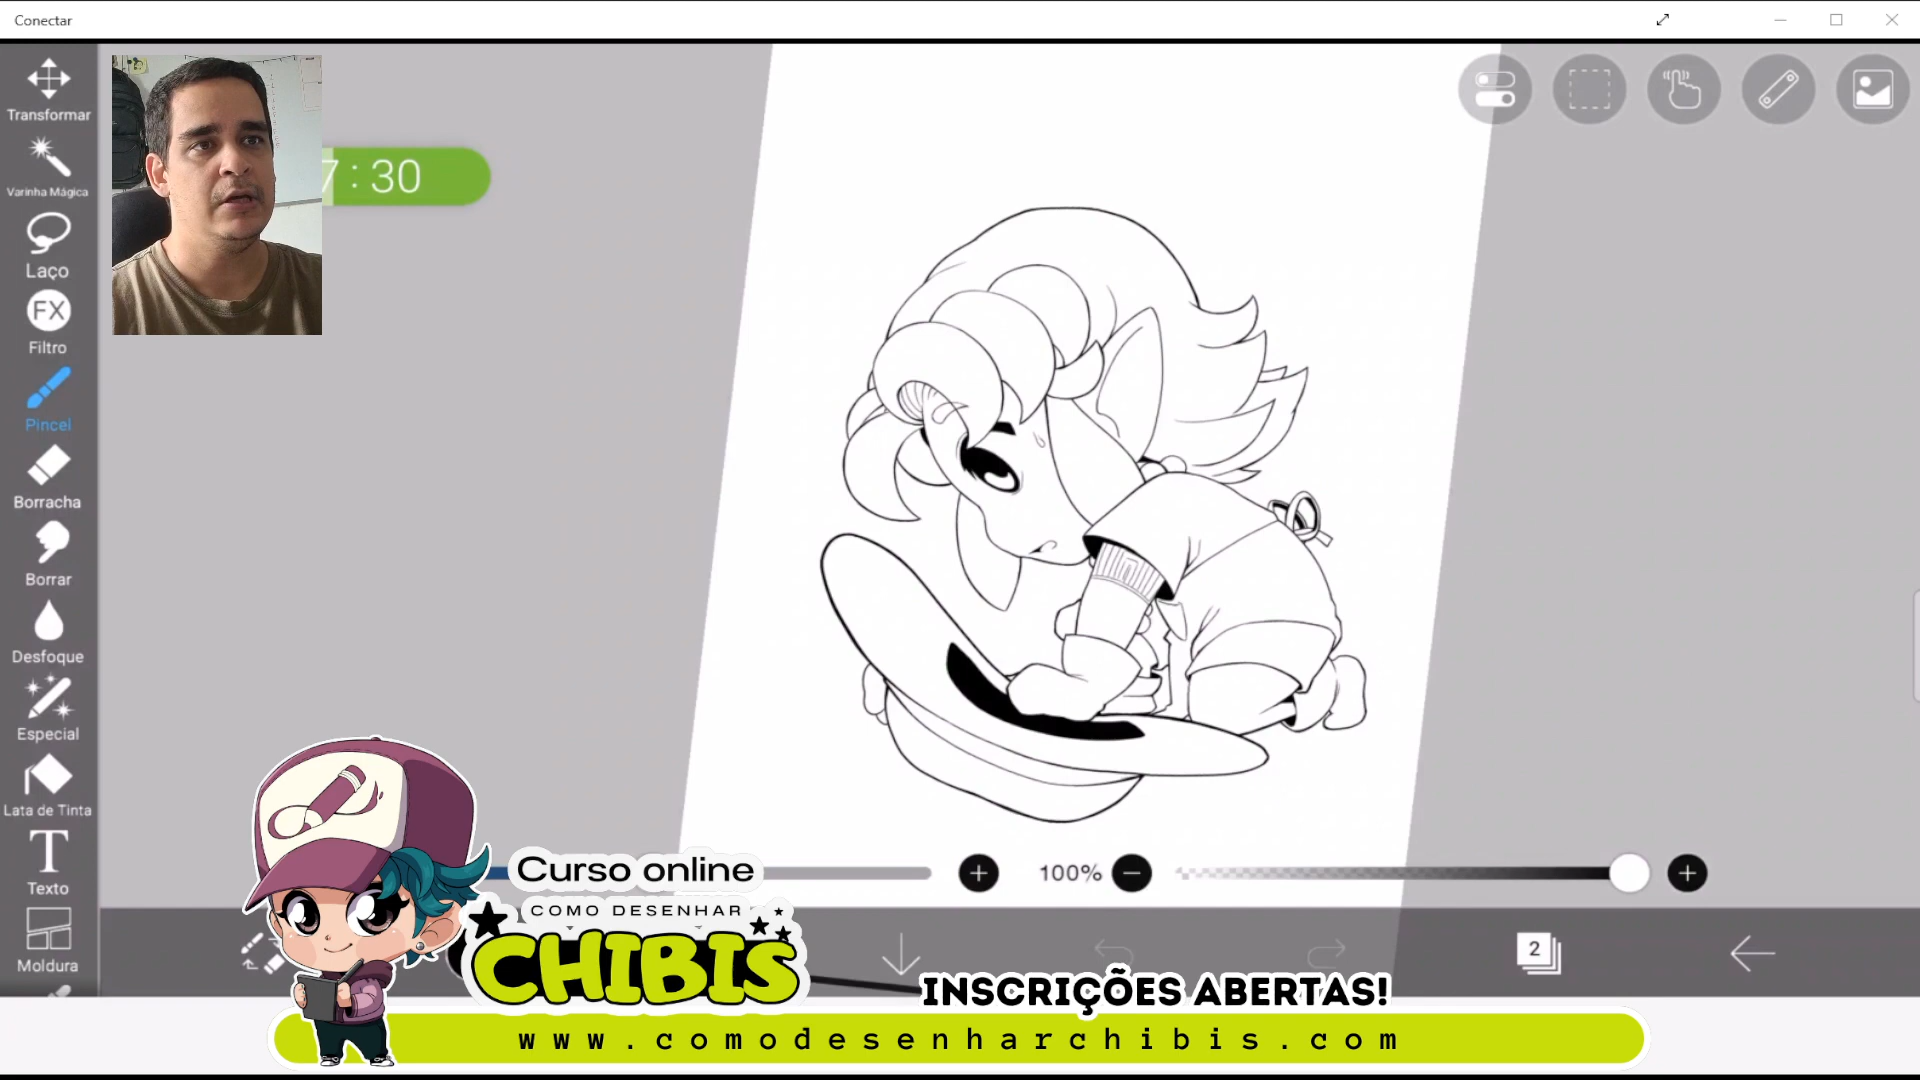 Conectar
Transformar
Varinha Mágica
Laço
FX
Filtro
Pincel
Borracha
Borrar
Desfoque
Especial
Lata de Tinta
T
Texto
Moldura
7:30
100%
2
Curso online
COMO DESENHAR
CHIBIS
INSCRIÇÕES ABERTAS!
www.comodesenharchibis.com